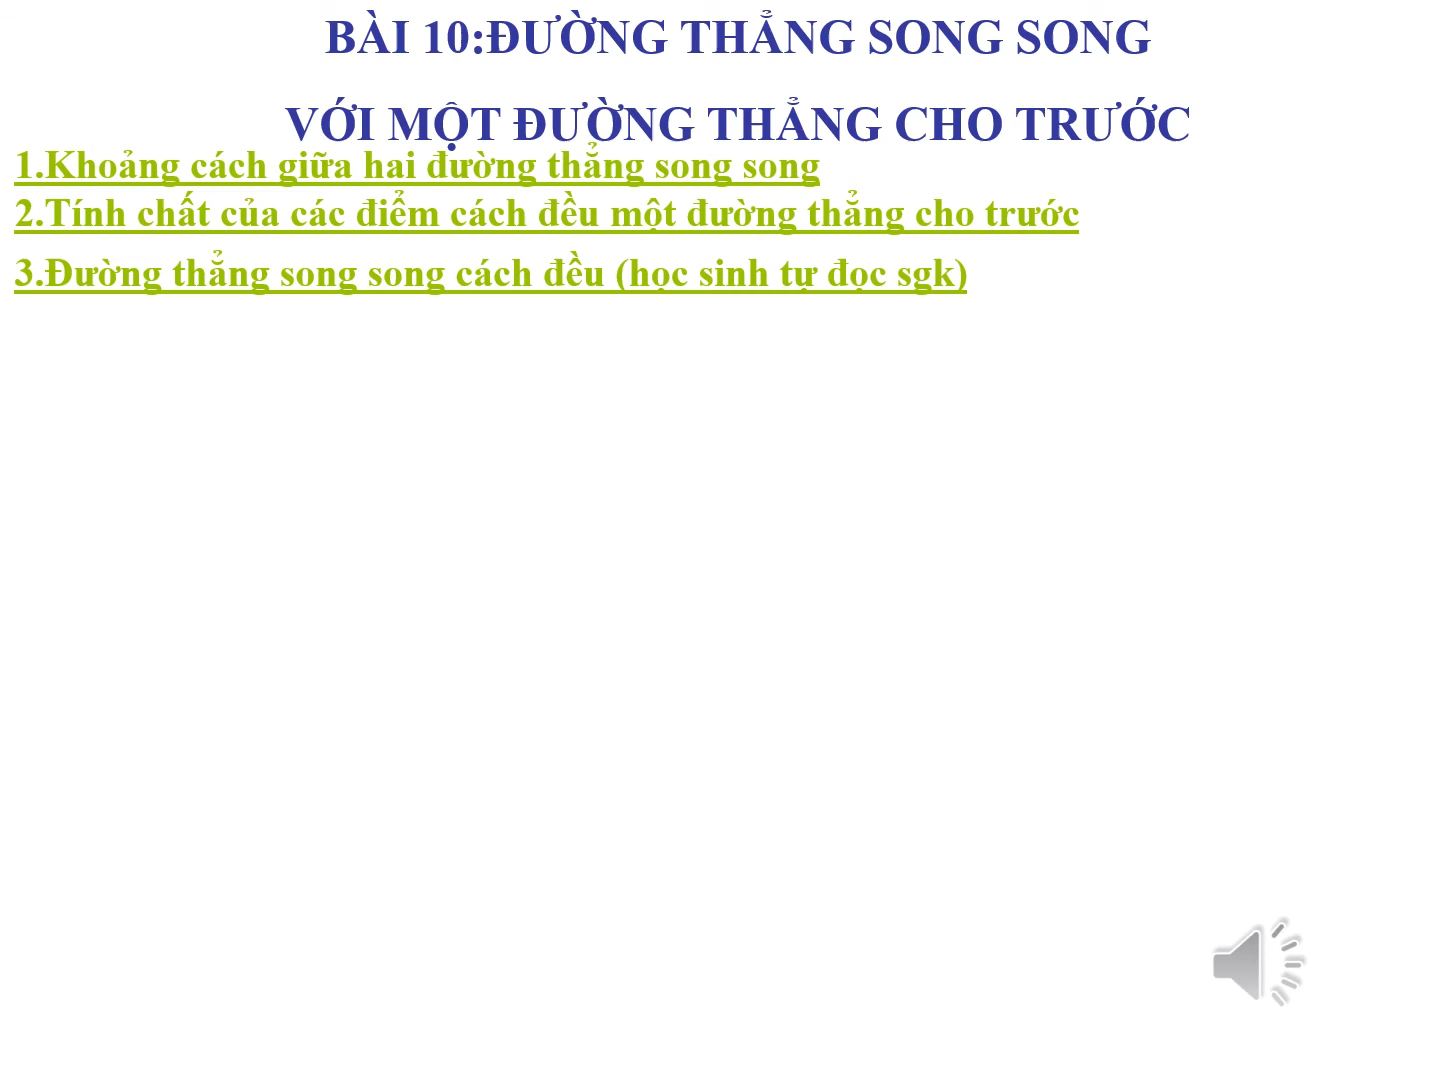 BÀI 10:ĐƯỜNG THẲNG SONG SONG
VỚI MỘT ĐƯỜNG THẲNG CHO TRƯỚC
1.Khoảng cách giữa hai đường thẳng song song
2.Tính chất của các điểm cách đều một đường thẳng cho trước
3.Đường thẳng song song cách đều (học sinh tự đọc sgk)